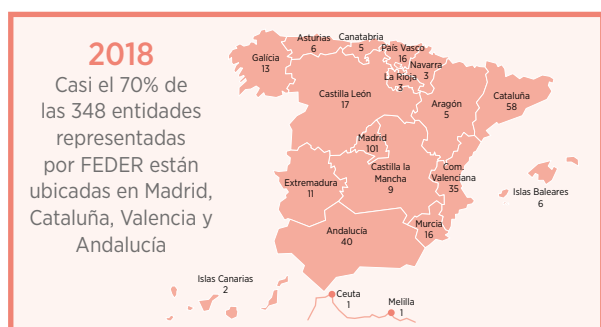 2018
Casi el 70% de
las 348 entidades
representadas
por FEDER están
ubicadas en Madrid,
Cataluña, Valencia y
Andalucía
Galícia
13
Asturias
6
Canatabria
5
País Vasco
16
Navarra
3
La Rioja
3
Castilla León
17
Aragón
5
Cataluña
58
Madrid
101
Castilla la
Mancha
9
Com.
Valenciana
35
Islas Baleares
6
Extremadura
11
Andalucía
40
Murcia
16
Islas Canarias
2
Ceuta
1
Melilla
1